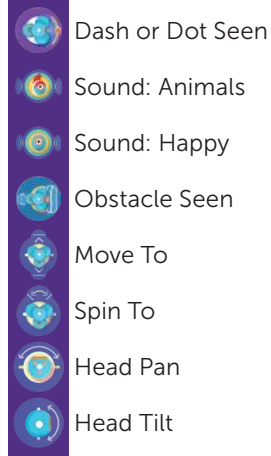 Dash or Dot Seen
Sound: Animals
Sound: Happy
Obstacle Seen
Move To
Spin To
Head Pan
Head Tilt